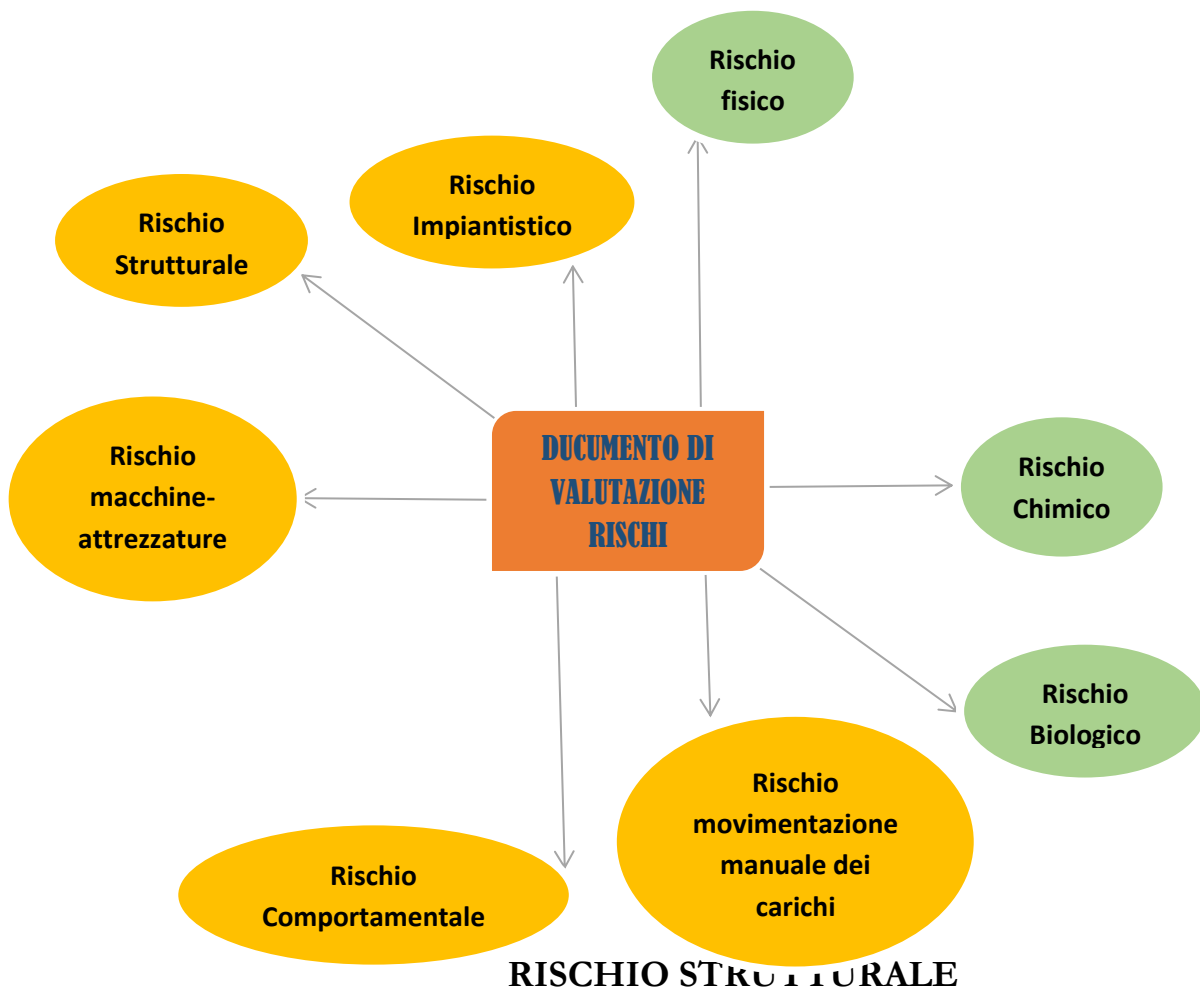 Rischio
fisico
Rischio
Impiantistico
Rischio
Strutturale
DUCUMENTO DI
VALUTAZIONE
RISCHI
Rischio
macchine-
attrezzature
Rischio
Chimico
Rischio
Biologico
Rischio
movimentazione
manuale dei
carichi
Rischio
Comportamentale
RISCHIO STRUTTURALE